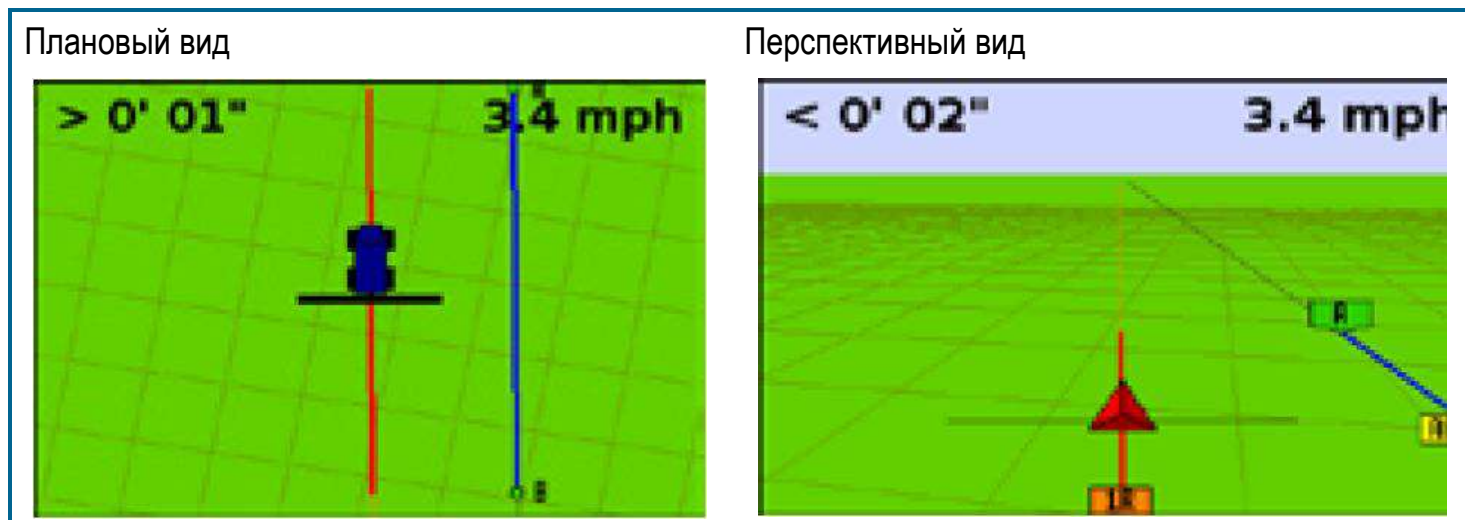 Плановый вид
Перспективный вид
> 0' 01"
3.4 mph
< 0' 02"
3.4 mph